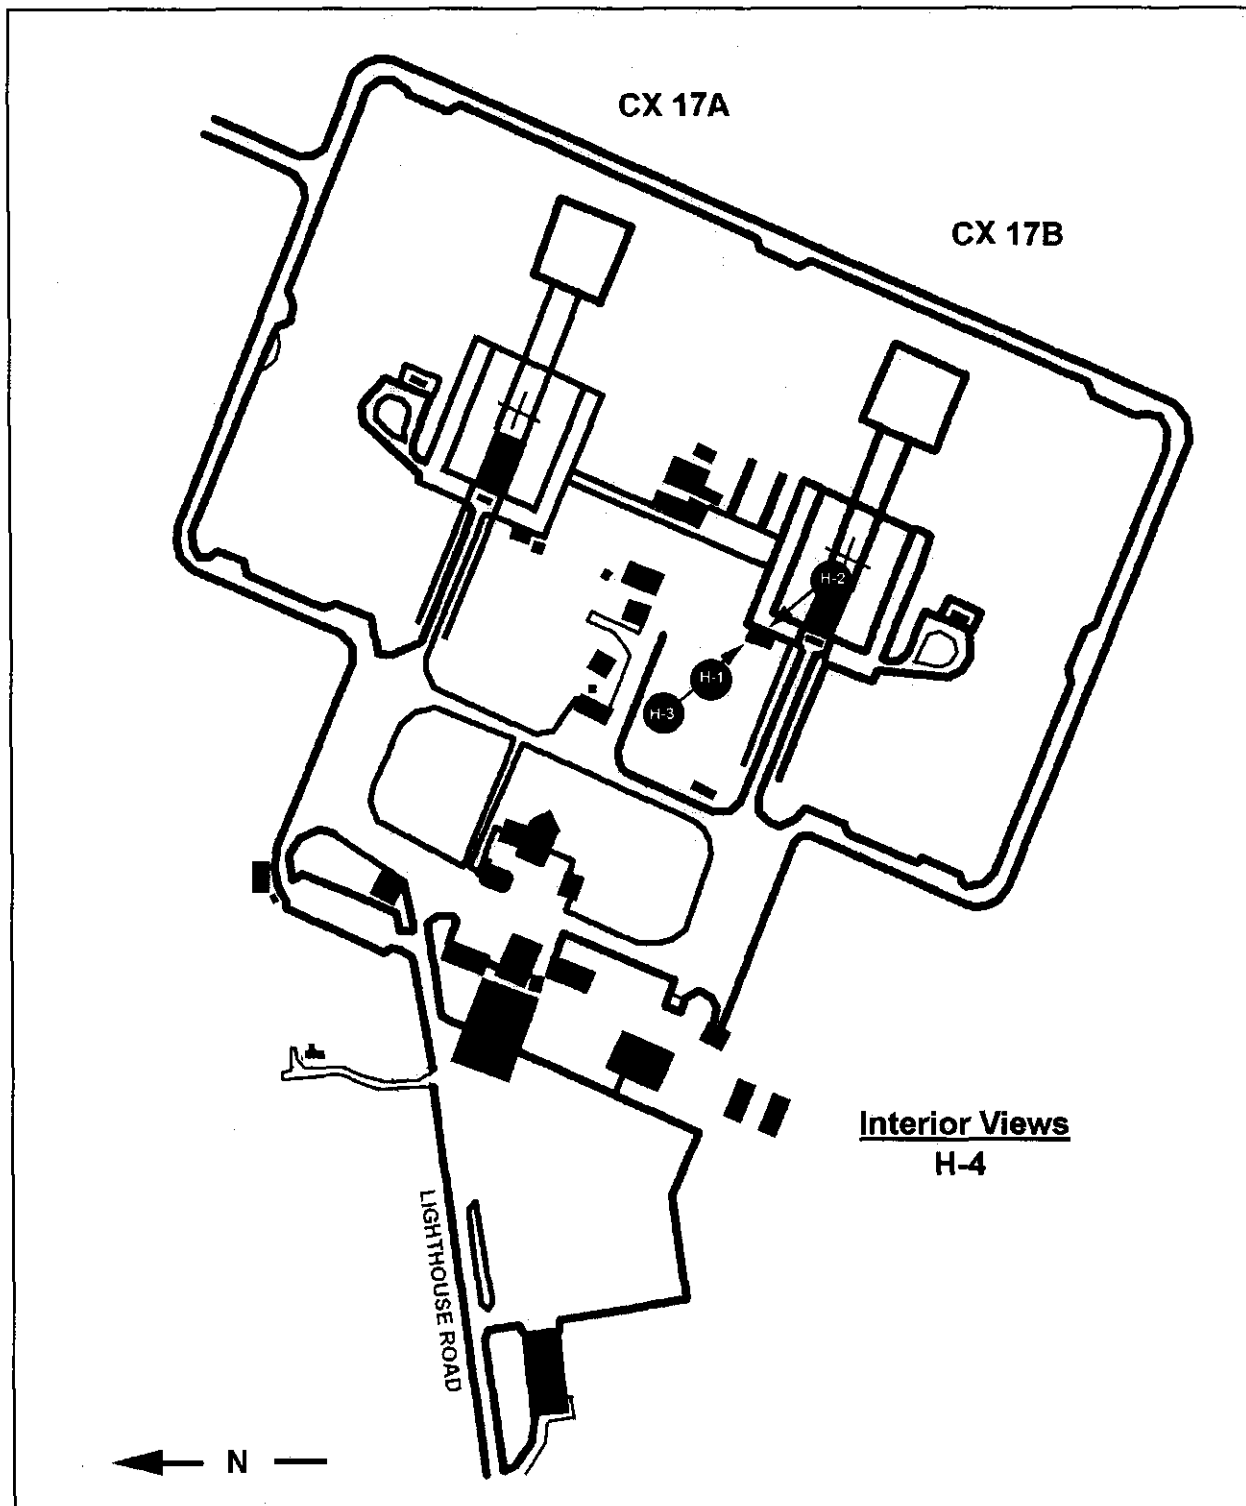 CX 17A
CX 17B
H-2
H-1
H-3
Interior Views
H-4
LIGHTHOUSE ROAD
N